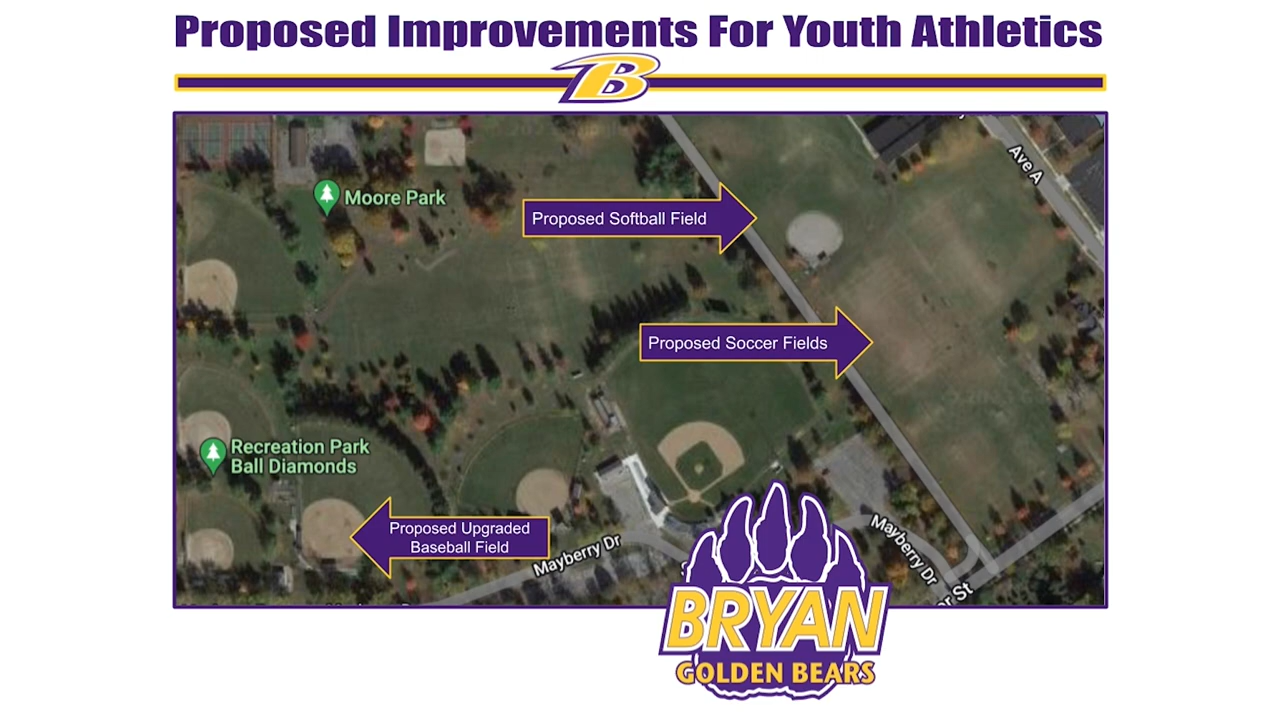 Proposed Improvements For Youth Athletics
B
Ave A
Moore Park
Proposed Softball Field
Proposed Soccer Fields
Recreation Park
Ball Diamonds
Proposed Upgraded
Baseball Field
Mayberry Dr
Mayberry Dr
St
BRYAN
GOLDEN BEARS